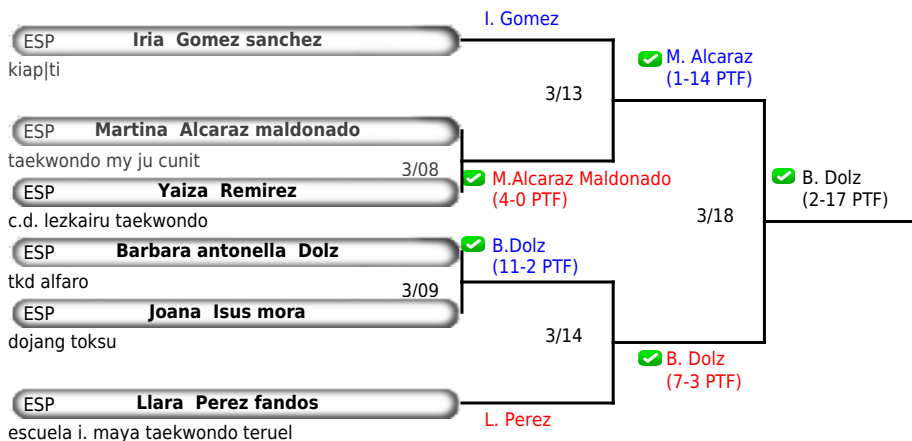 I. Gomez
ESP Iria Gomez sanchez
kiap|ti
M. Alcaraz
(1-14 PTF)
3/13
ESP Martina Alcaraz maldonado
taekwondo my ju cunit
3/08
M.Alcaraz Maldonado
(4-0 PTF)
ESP Yaiza Remirez
c.d. lezkairu taekwondo
B. Dolz
(2-17 PTF)
3/18
ESP Barbara antonella Dolz
tkd alfaro
B.Dolz
(11-2 PTF)
3/09
ESP Joana Isus mora
dojang toksu
3/14
B. Dolz
(7-3 PTF)
ESP Llara Perez fandos
escuela i. maya taekwondo teruel
L. Perez